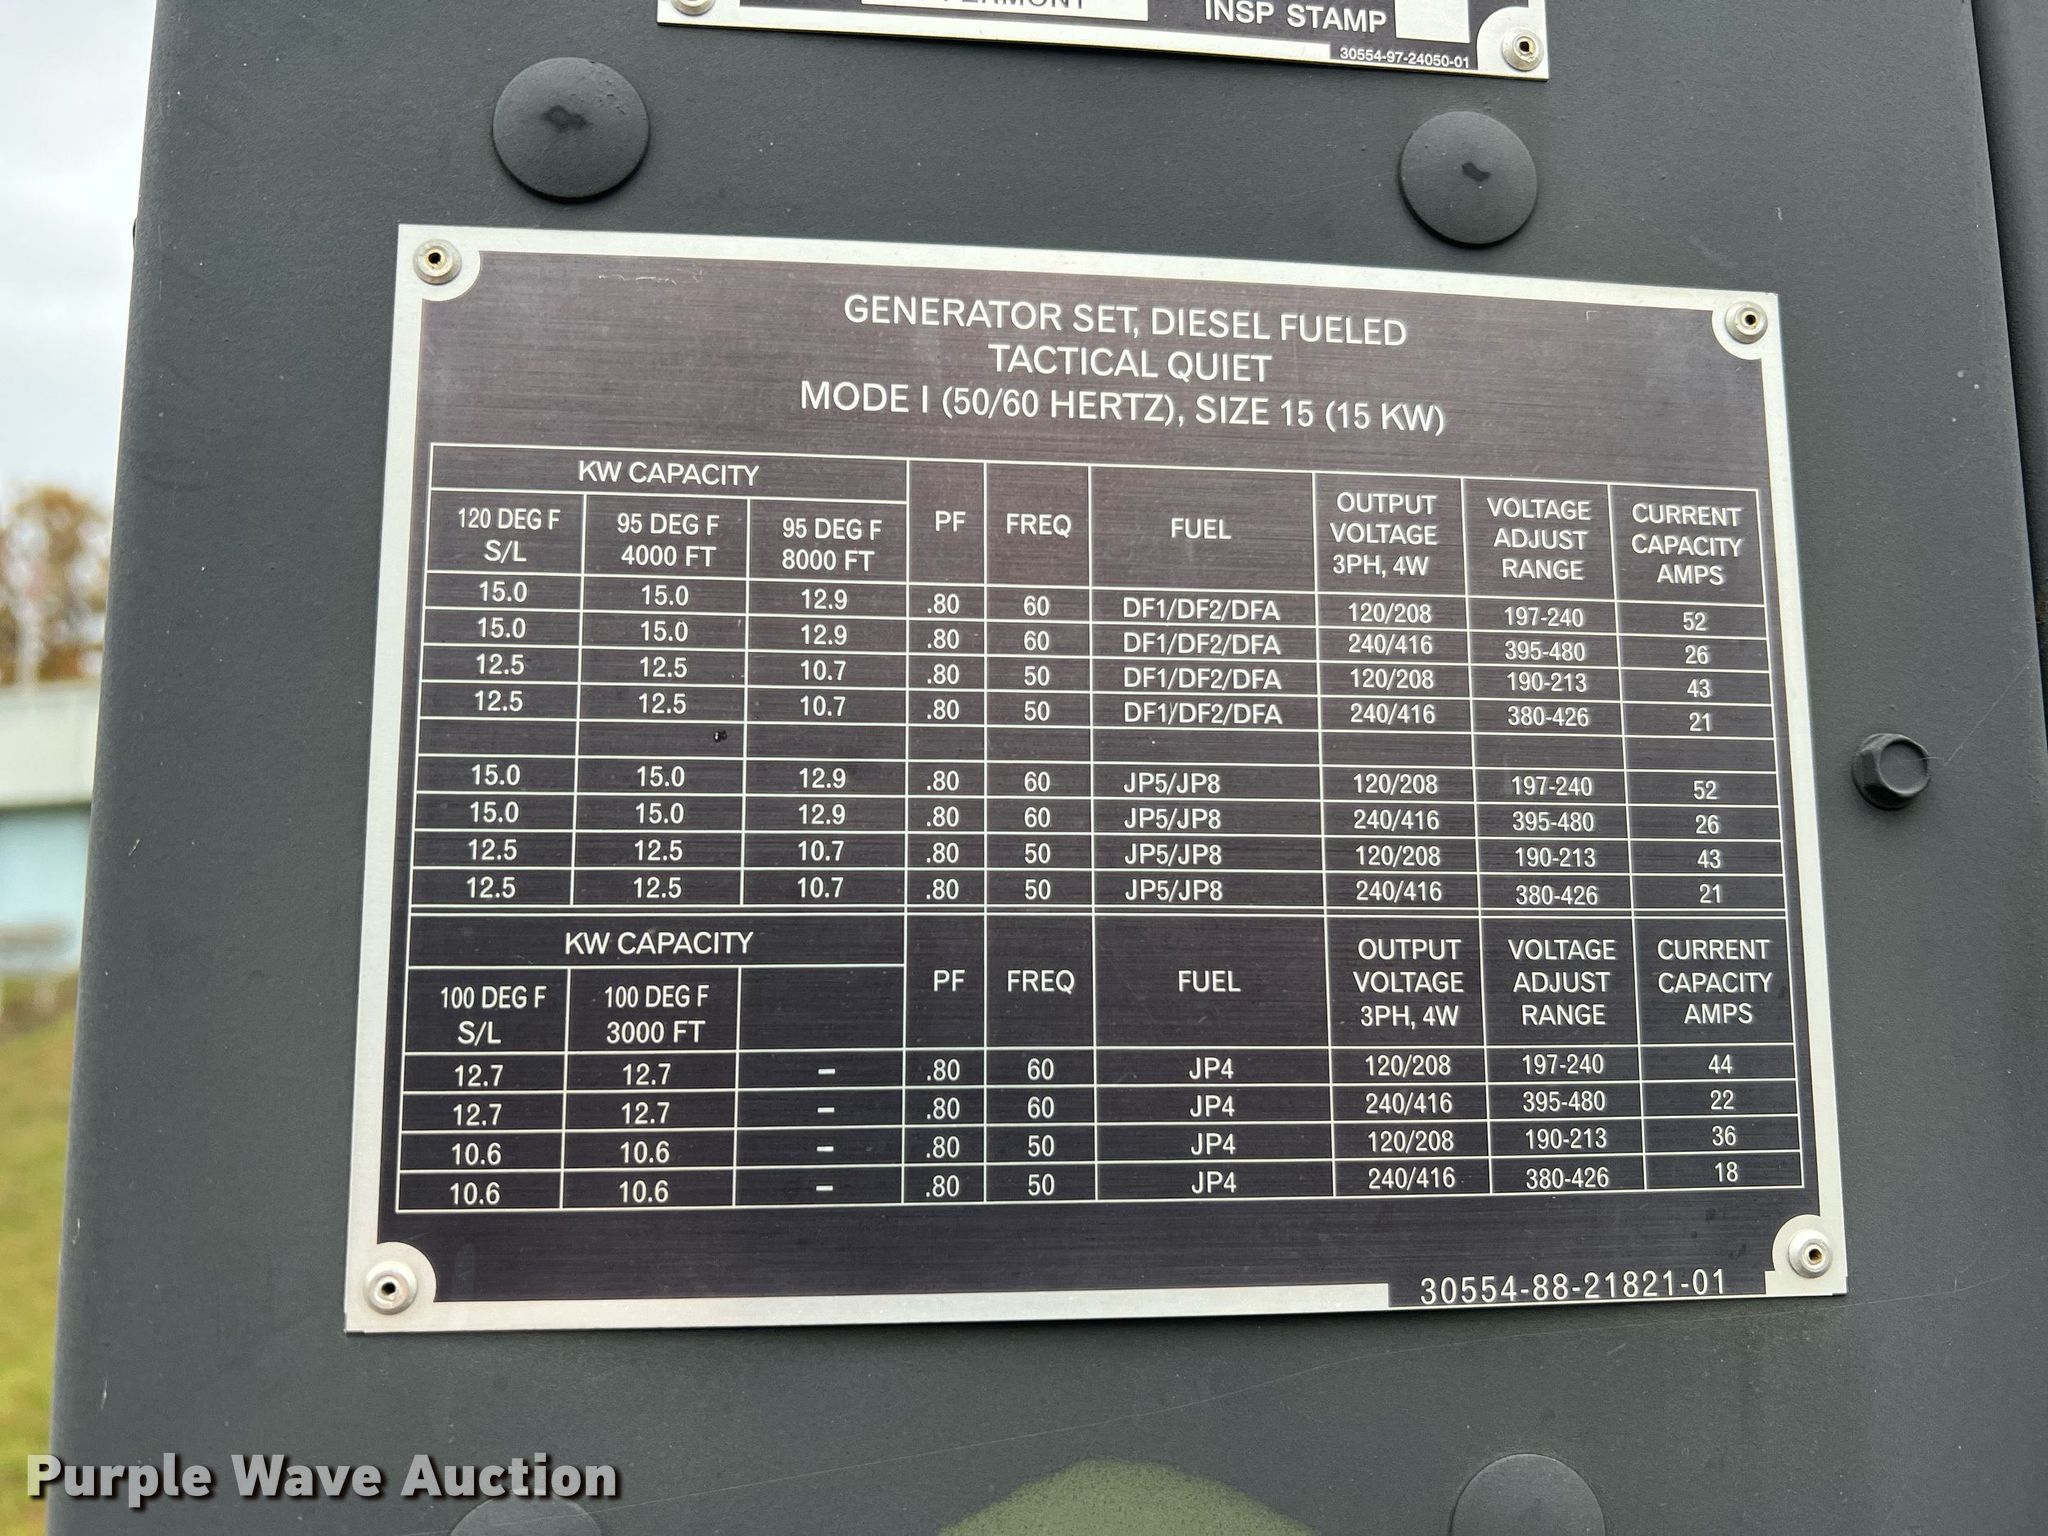 INSP STAMP
30554-97-24050-01
GENERATOR SET, DIESEL FUELED
TACTICAL QUIET
MODE I (50/60 HERTZ), SIZE 15 (15 KW)
KW CAPACITY
120 DEG F S/L 95 DEG F 4000 FT 95 DEG F 8000 FT PF FREQ FUEL OUTPUT VOLTAGE 3PH, 4W VOLTAGE ADJUST RANGE CURRENT CAPACITY AMPS
15.0 15.0 12.9 .80 60 DF1/DF2/DFA 120/208 197-240 52
15.0 15.0 12.9 .80 60 DF1/DF2/DFA 240/416 395-480 26
12.5 12.5 10.7 .80 50 DF1/DF2/DFA 120/208 190-213 43
12.5 12.5 10.7 .80 50 DF1/DF2/DFA 240/416 380-426 21
15.0 15.0 12.9 .80 60 JP5/JP8 120/208 197-240 52
15.0 15.0 12.9 .80 60 JP5/JP8 240/416 395-480 26
12.5 12.5 10.7 .80 50 JP5/JP8 120/208 190-213 43
12.5 12.5 10.7 .80 50 JP5/JP8 240/416 380-426 21
KW CAPACITY
100 DEG F S/L 100 DEG F 3000 FT PF FREQ FUEL OUTPUT VOLTAGE 3PH, 4W VOLTAGE ADJUST RANGE CURRENT CAPACITY AMPS
12.7 12.7 – .80 60 JP4 120/208 197-240 44
12.7 12.7 – .80 60 JP4 240/416 395-480 22
10.6 10.6 – .80 50 JP4 120/208 190-213 36
10.6 10.6 – .80 50 JP4 240/416 380-426 18
30554-88-21821-01
Purple Wave Auction